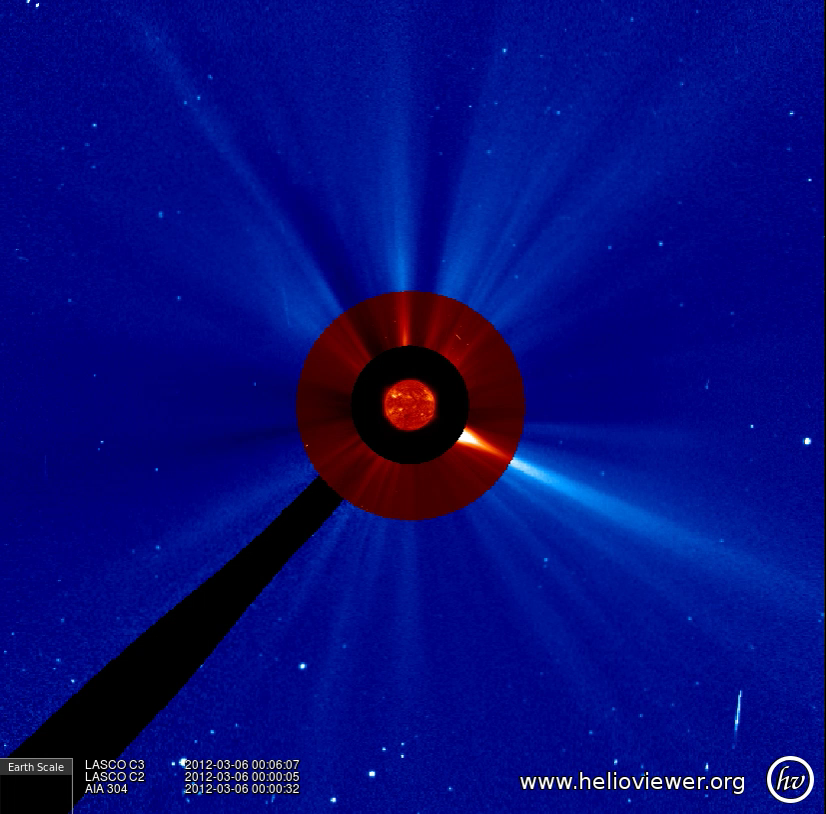 Earth Scale
LASCO C3 2012-03-06 00:06:07
LASCO C2 2012-03-06 00:00:05
AIA 304 2012-03-06 00:00:32
www.helioviewer.org
hv